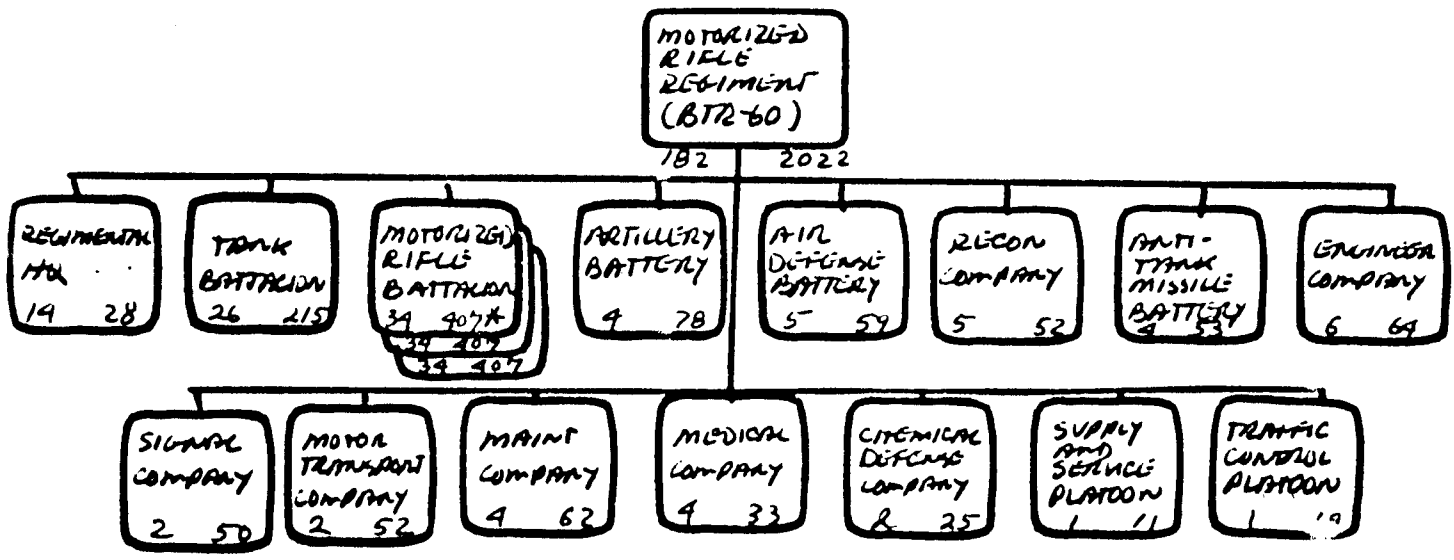 MOTORIZED
RIFLE
REGIMENT
(BTR-60)
182 2022
REGIMENTAL
HQ
14 28
TANK
BATTALION
26 215
MOTORIZED
RIFLE
BATTALION
34 407*
34 407
34 407
ARTILLERY
BATTERY
4 78
AIR
DEFENSE
BATTERY
5 59
RECON
COMPANY
5 52
ANTI-
TANK
MISSILE
BATTERY
4 53
ENGINEER
COMPANY
6 64
SIGNAL
COMPANY
2 50
MOTOR
TRANSPORT
COMPANY
2 52
MAINT
COMPANY
4 62
MEDICAL
COMPANY
4 33
CHEMICAL
DEFENSE
COMPANY
2 25
SUPPLY
AND
SERVICE
PLATOON
1 11
TRAFFIC
CONTROL
PLATOON
1 19